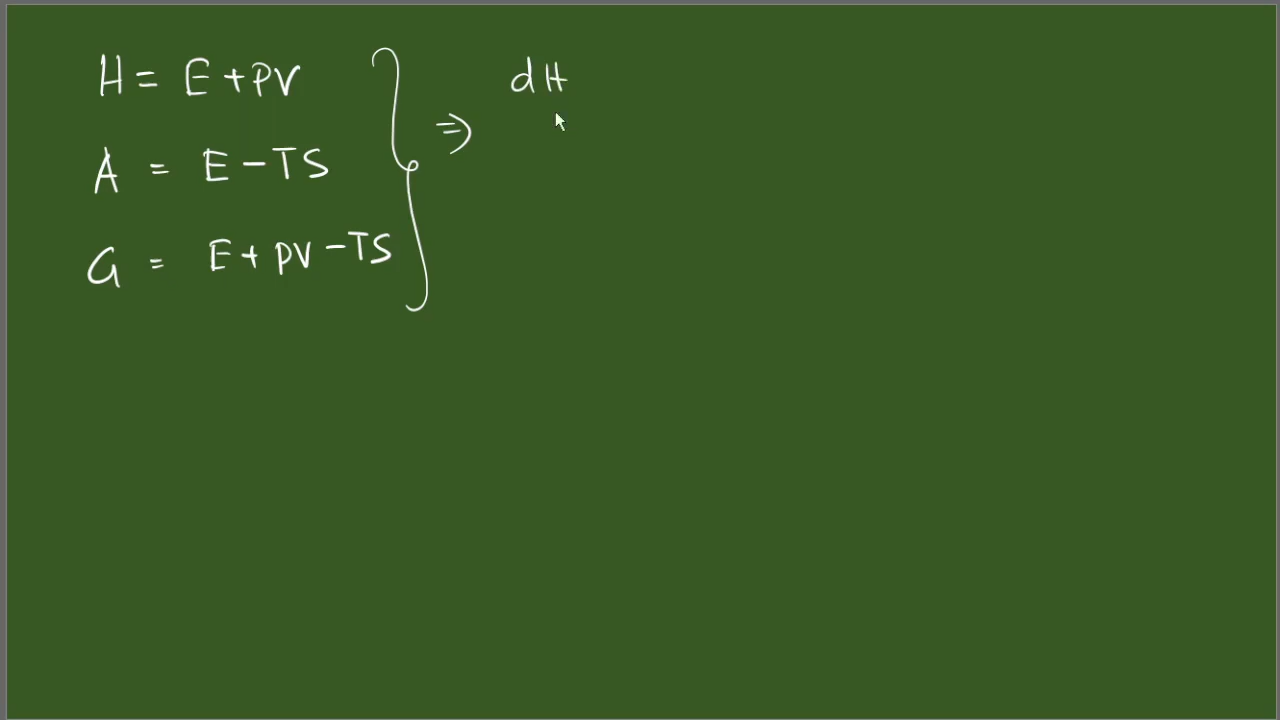 H = E + PV
A = E - TS
G = E + PV - TS
⇒ dH